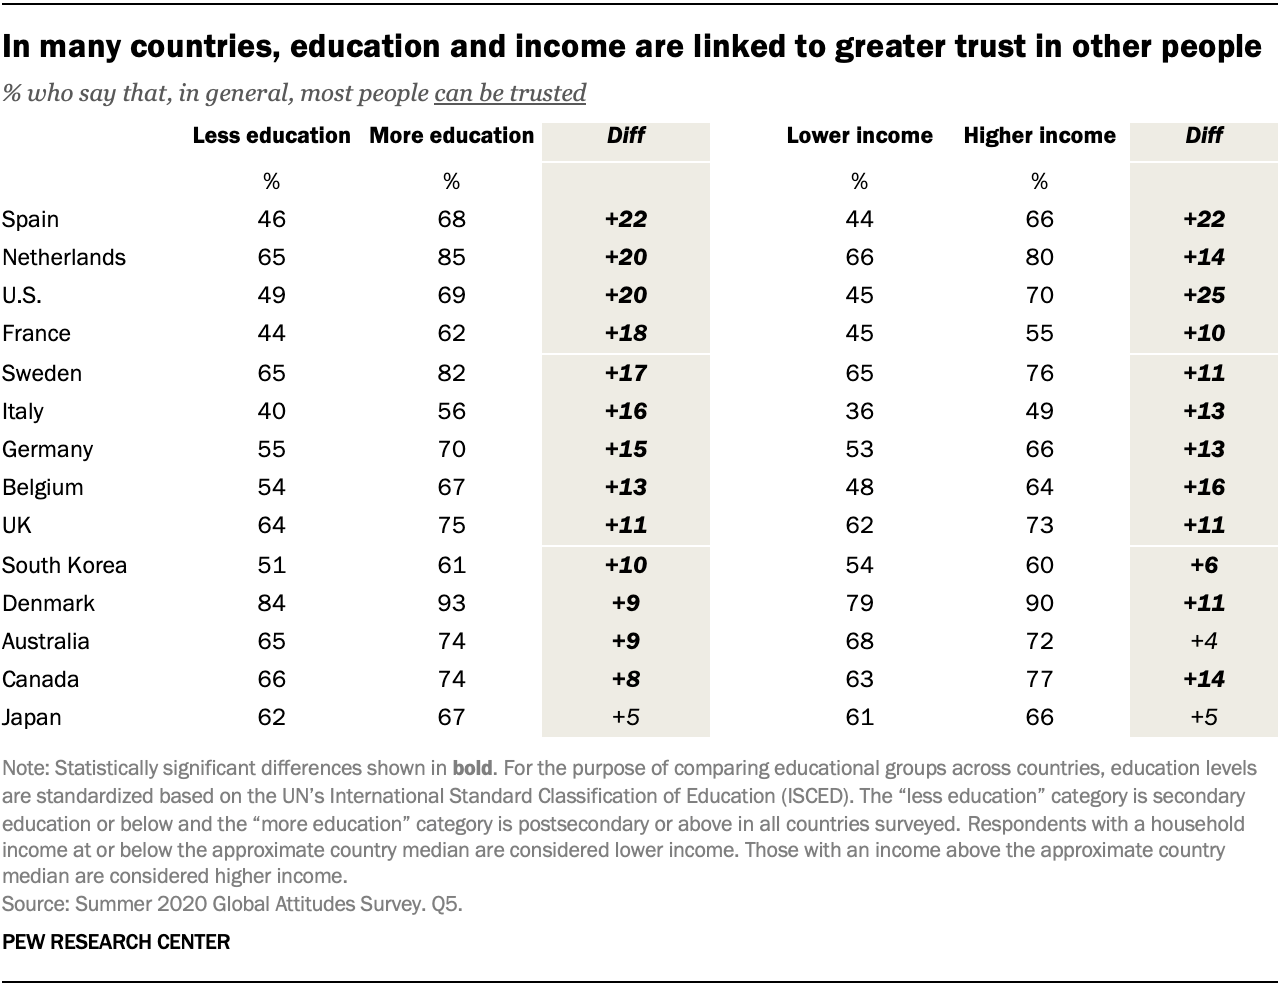 In many countries, education and income are linked to greater trust in other people
% who say that, in general, most people can be trusted
Less education More education Diff Lower income Higher income Diff
% % % %
Spain 46 68 +22 44 66 +22
Netherlands 65 85 +20 66 80 +14
U.S. 49 69 +20 45 70 +25
France 44 62 +18 45 55 +10
Sweden 65 82 +17 65 76 +11
Italy 40 56 +16 36 49 +13
Germany 55 70 +15 53 66 +13
Belgium 54 67 +13 48 64 +16
UK 64 75 +11 62 73 +11
South Korea 51 61 +10 54 60 +6
Denmark 84 93 +9 79 90 +11
Australia 65 74 +9 68 72 +4
Canada 66 74 +8 63 77 +14
Japan 62 67 +5 61 66 +5
Note: Statistically significant differences shown in bold. For the purpose of comparing educational groups across countries, education levels
are standardized based on the UN’s International Standard Classification of Education (ISCED). The “less education” category is secondary
education or below and the “more education” category is postsecondary or above in all countries surveyed. Respondents with a household
income at or below the approximate country median are considered lower income. Those with an income above the approximate country
median are considered higher income.
Source: Summer 2020 Global Attitudes Survey. Q5.
PEW RESEARCH CENTER